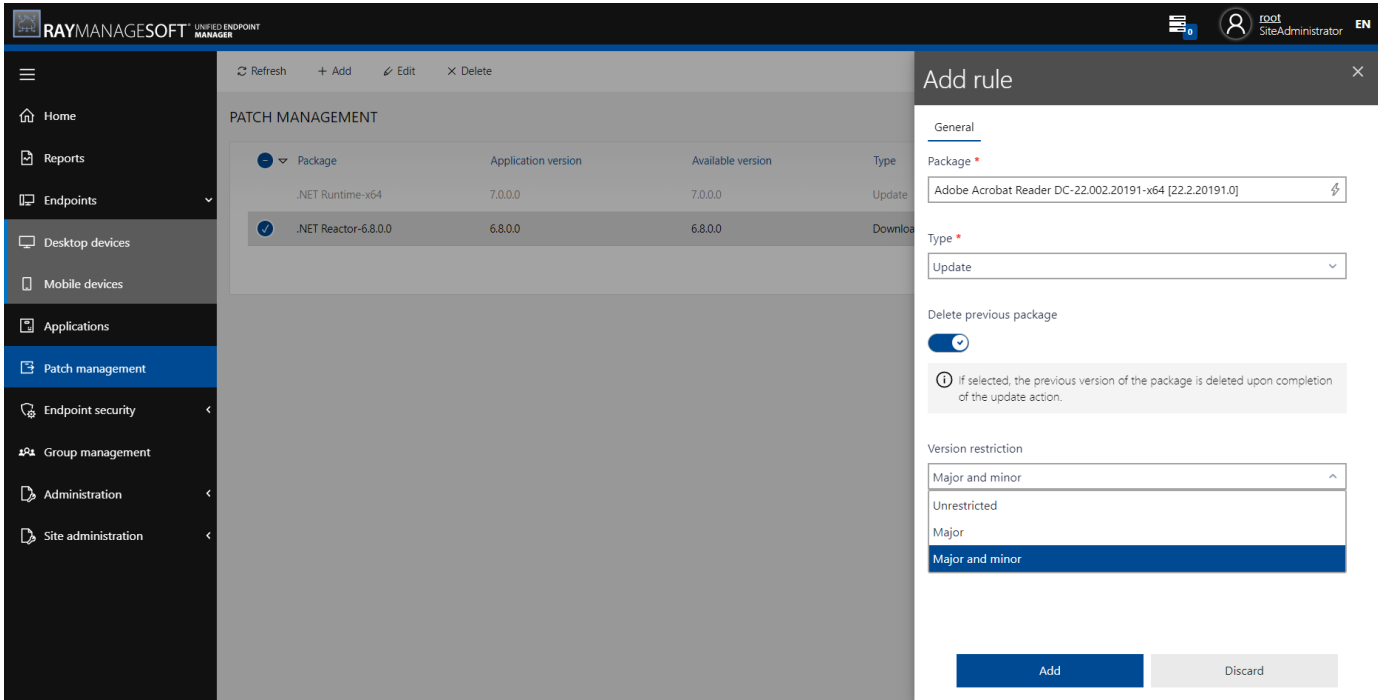 RAYMANAGESOFT UNIFIED ENDPOINT MANAGER
0
root
SiteAdministrator
EN
Home
Reports
Endpoints
Desktop devices
Mobile devices
Applications
Patch management
Endpoint security
Group management
Administration
Site administration
Refresh + Add Edit × Delete
PATCH MANAGEMENT
Package Application version Available version Type
.NET Runtime-x64 7.0.0.0 7.0.0.0 Update
.NET Reactor-6.8.0.0 6.8.0.0 6.8.0.0 Downloa
Add rule
General
Package *
Adobe Acrobat Reader DC-22.002.20191-x64 [22.2.20191.0]
Type *
Update
Delete previous package
If selected, the previous version of the package is deleted upon completion
of the update action.
Version restriction
Major and minor
Unrestricted
Major
Major and minor
Add Discard